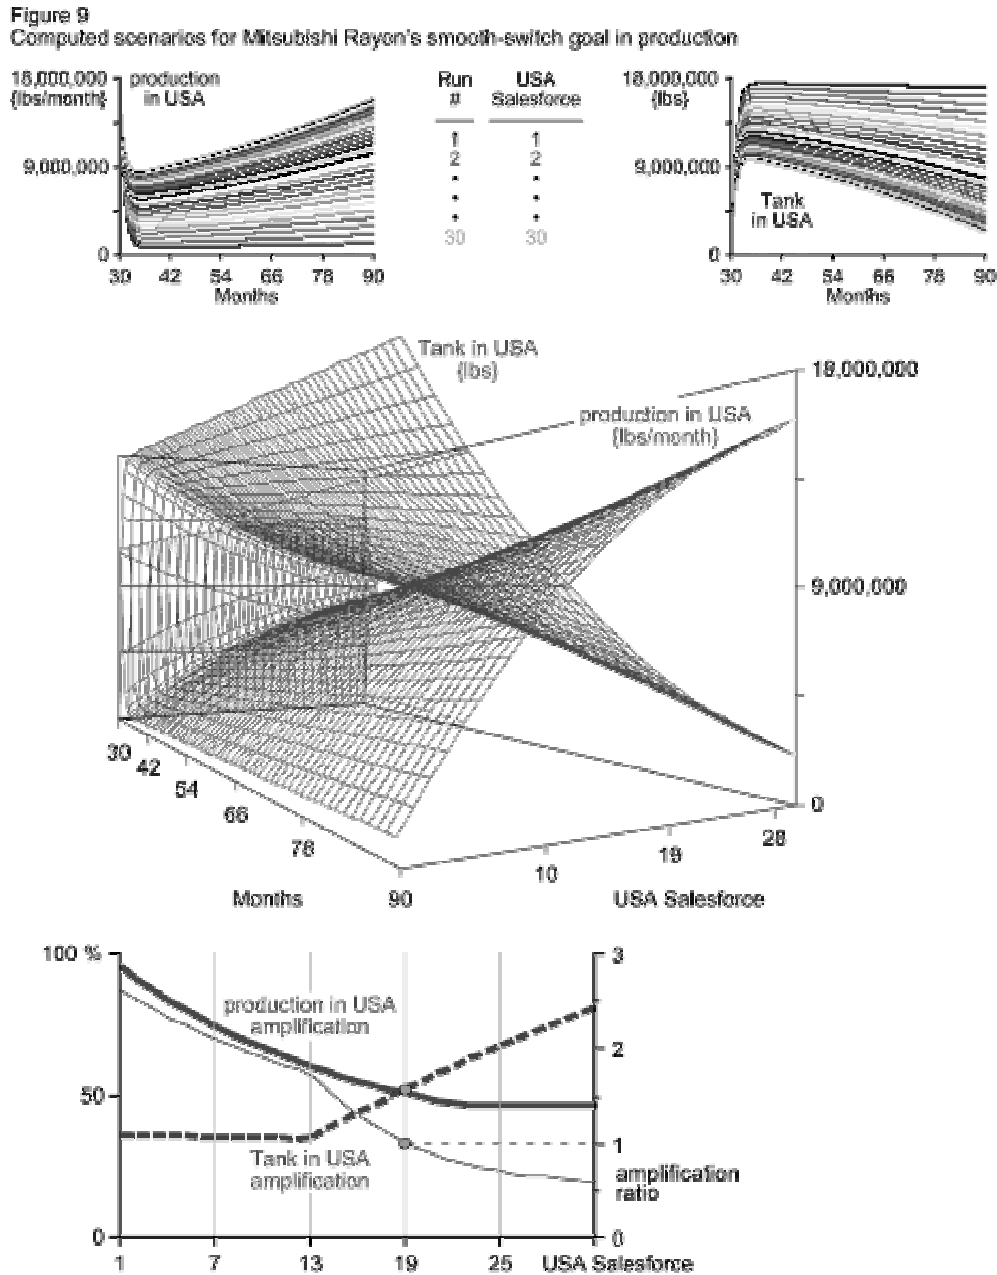 Figure 9
Computed scenarios for Mitsubishi Rayon's smooth-switch goal in production
18,000,000
{lbs/month}
9,000,000
0
production
in USA
30 42 54 66 78 90
Months
Run
#
USA
Salesforce
1 1
2 2
30 30
18,000,000
{lbs}
9,000,000
0
Tank
in USA
30 42 54 66 78 90
Months
Tank in USA
{lbs}
production in USA
{lbs/month}
18,000,000
9,000,000
0
30 42 54 66 78 90
Months
10 19 28
USA Salesforce
100 %
50
0
production in USA
amplification
Tank in USA
amplification
3
2
1
0
amplification
ratio
1 7 13 19 25 USA Salesforce